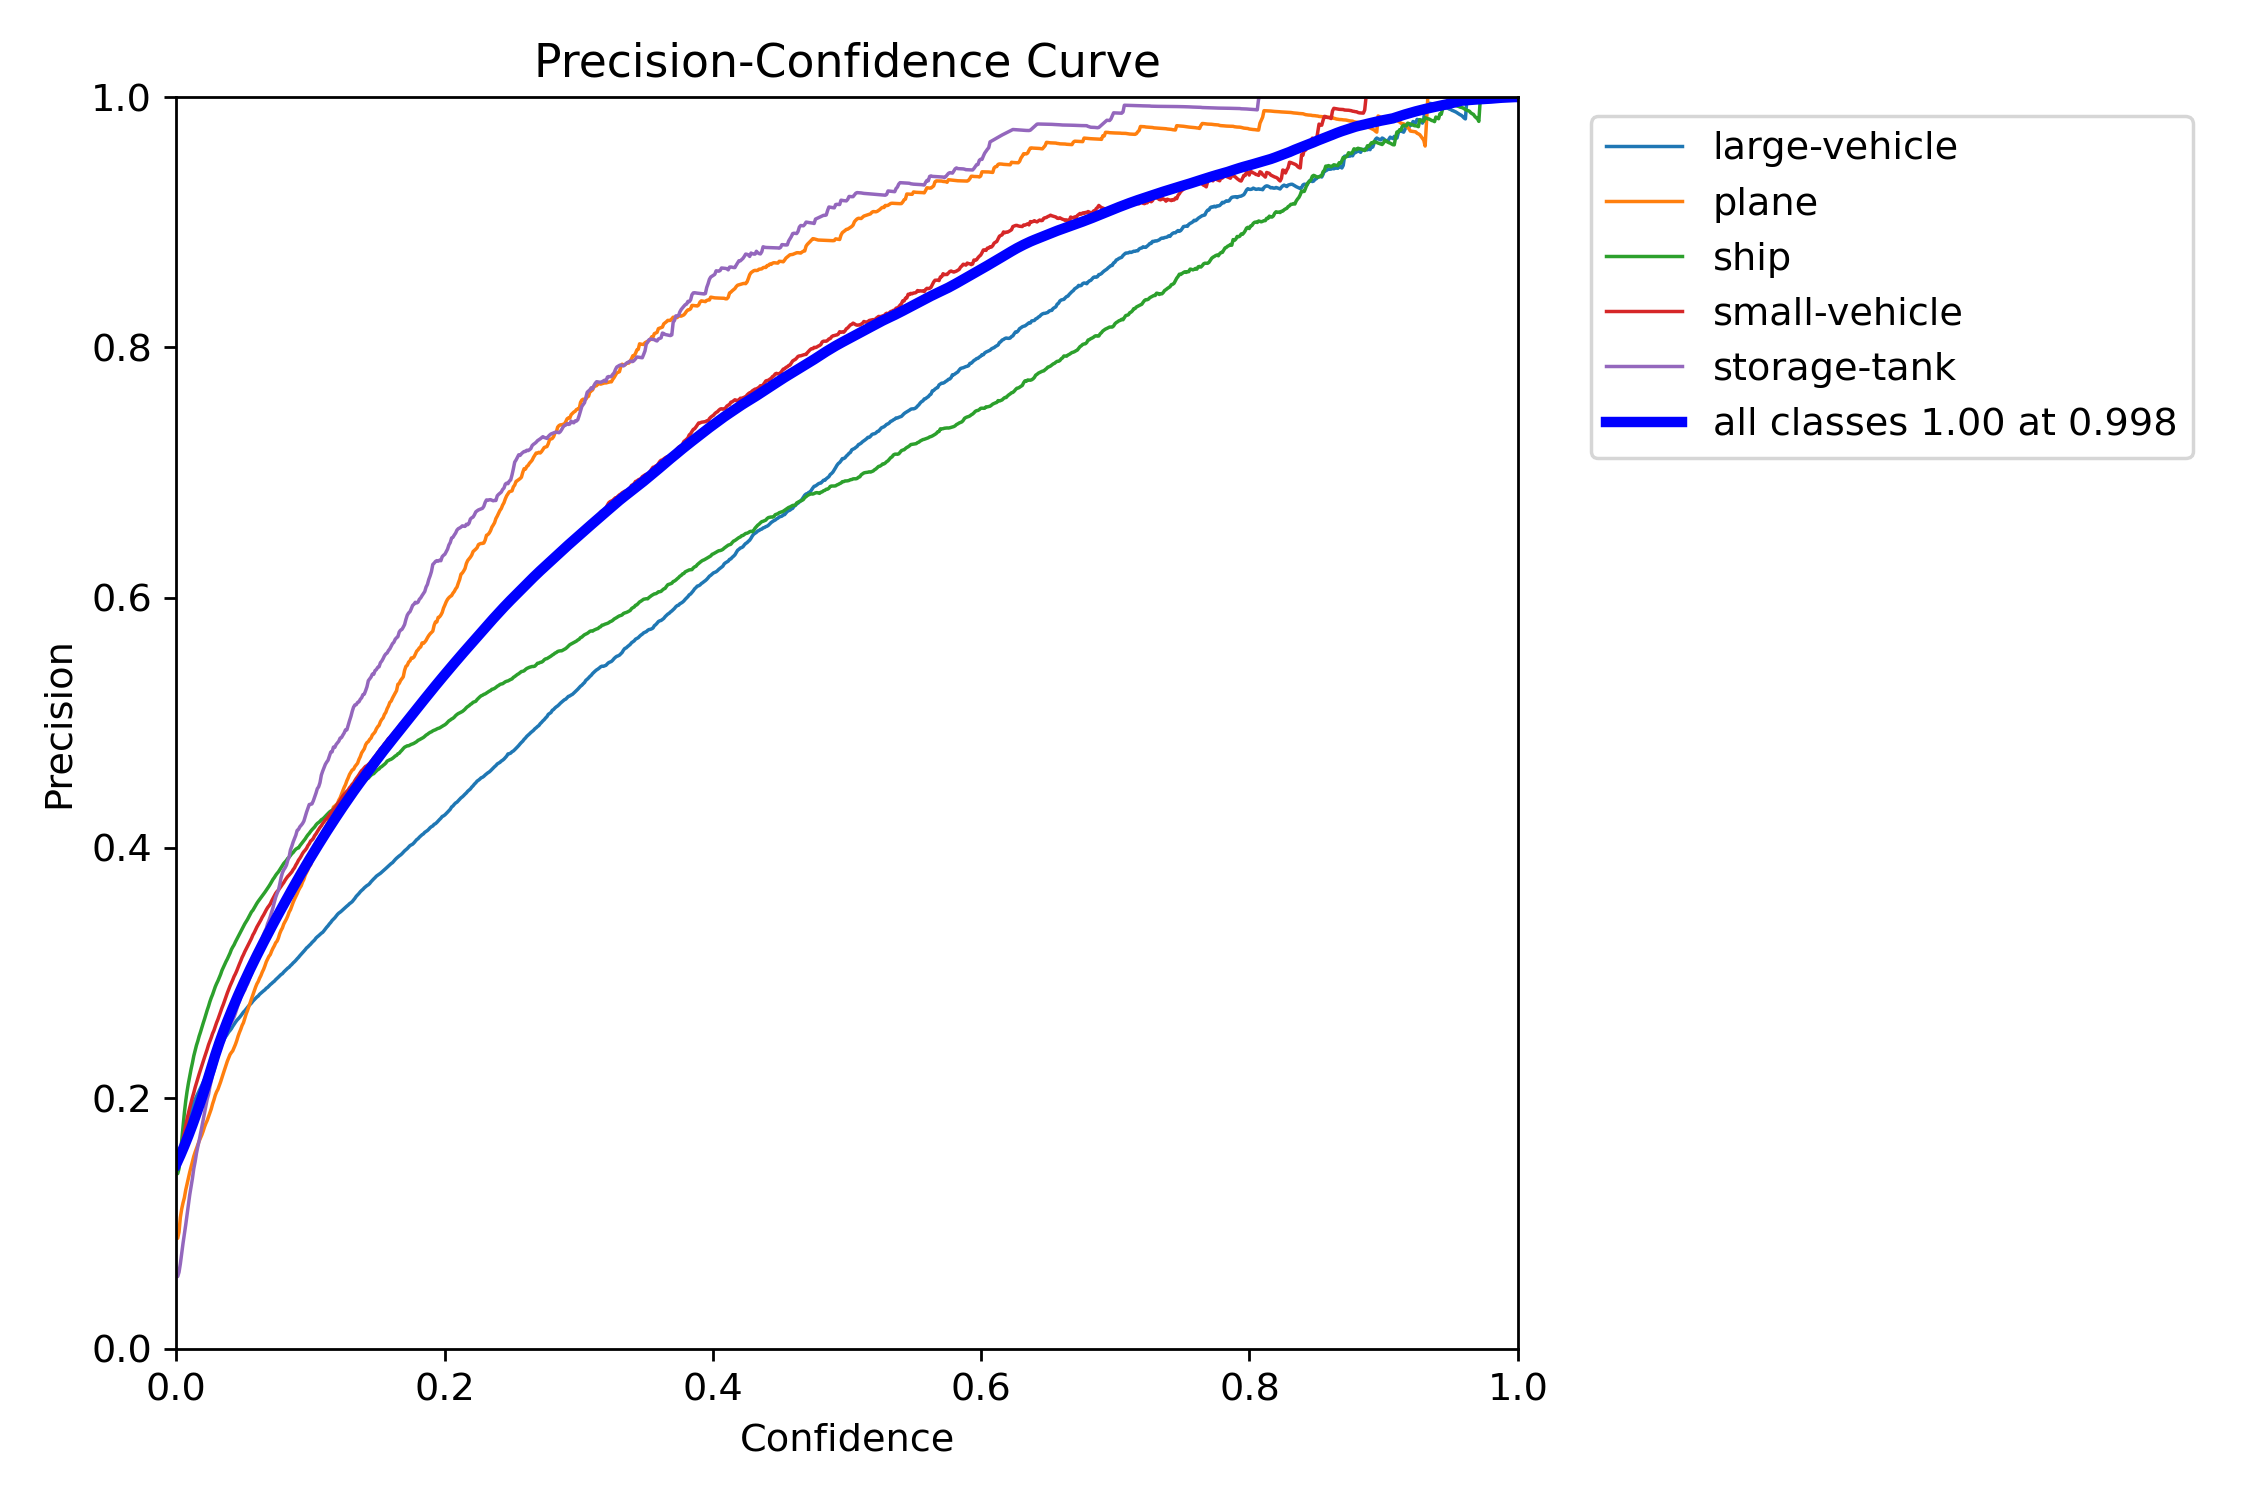 Precision-Confidence Curve
1.0
0.8
0.6
0.4
0.2
0.0
Precision
0.0 0.2 0.4 0.6 0.8 1.0
Confidence
large-vehicle
plane
ship
small-vehicle
storage-tank
all classes 1.00 at 0.998